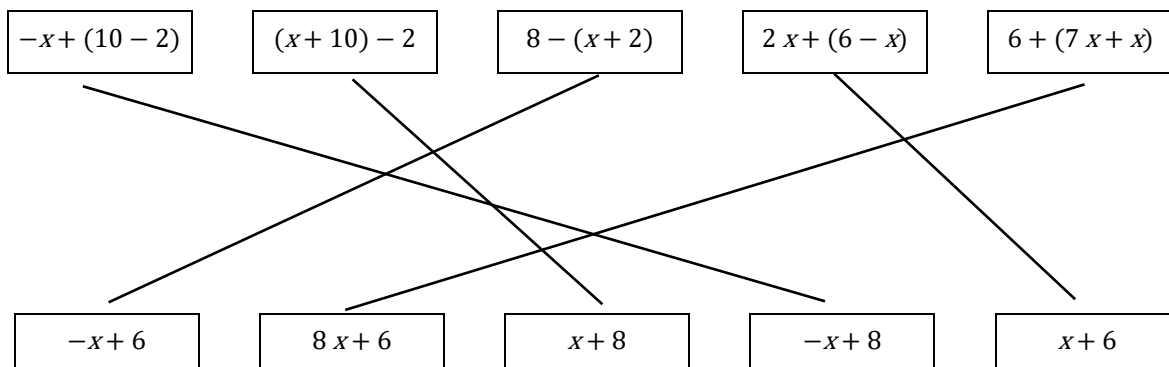 −x + (10 − 2) (x + 10) − 2 8 − (x + 2) 2 x + (6 − x) 6 + (7 x + x)
−x + 6 8 x + 6 x + 8 −x + 8 x + 6